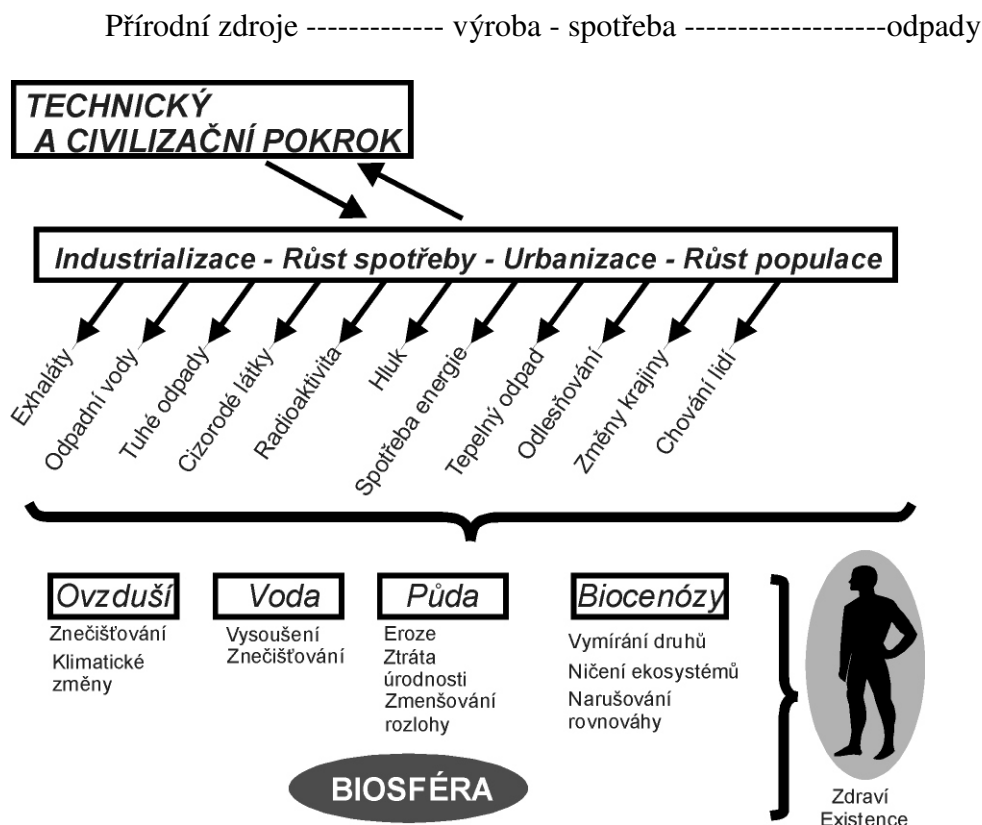 Přírodní zdroje ------------- výroba - spotřeba -------------------odpady
TECHNICKÝ
A CIVILIZAČNÍ POKROK
Industrializace - Růst spotřeby - Urbanizace - Růst populace
Exhaláty
Odpadní vody
Tuhé odpady
Cizorodé látky
Radioaktivita
Hluk
Spotřeba energie
Tepelný odpad
Odlesňování
Změny krajiny
Chování lidí
Ovzduší
Znečišťování
Klimatické
změny
Voda
Vysoušení
Znečišťování
Půda
Eroze
Ztráta
úrodnosti
Zmenšování
rozlohy
Biocenózy
Vymírání druhů
Ničení ekosystémů
Narušování
rovnováhy
BIOSFÉRA
Zdraví
Existence